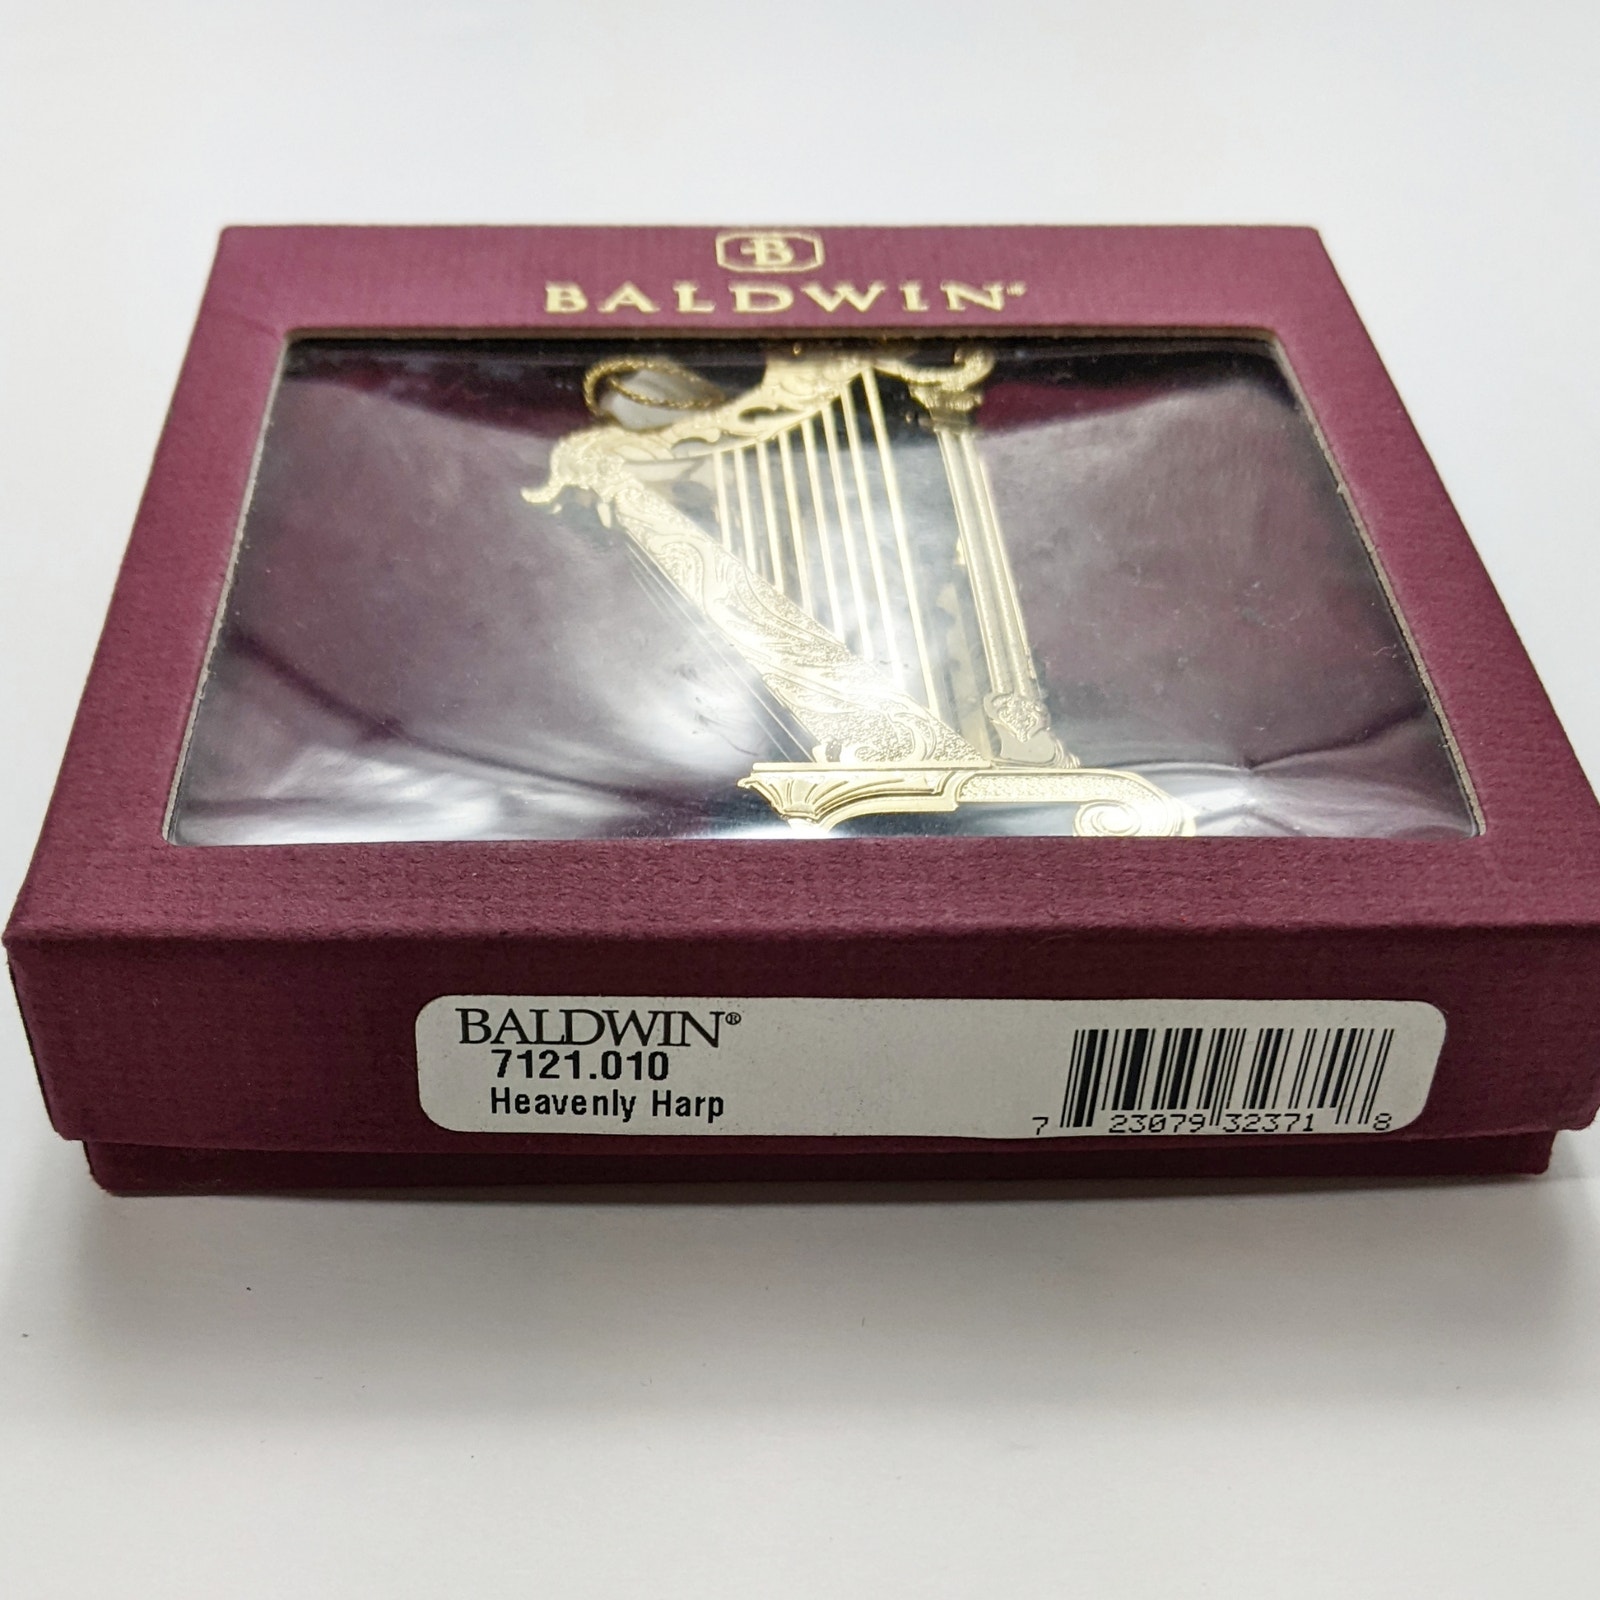 B
BALDWIN
BALDWIN®
7121.010
Heavenly Harp
7 23079 32371 8